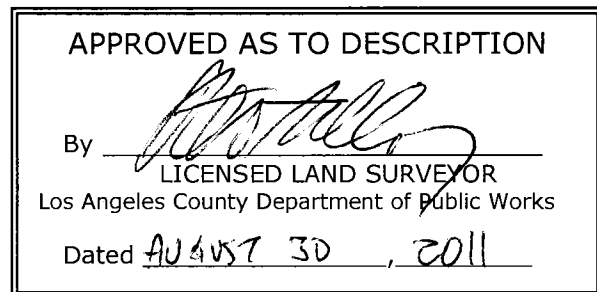 APPROVED AS TO DESCRIPTION
By
LICENSED LAND SURVEYOR
Los Angeles County Department of Public Works
Dated AUGUST 30 , 2011